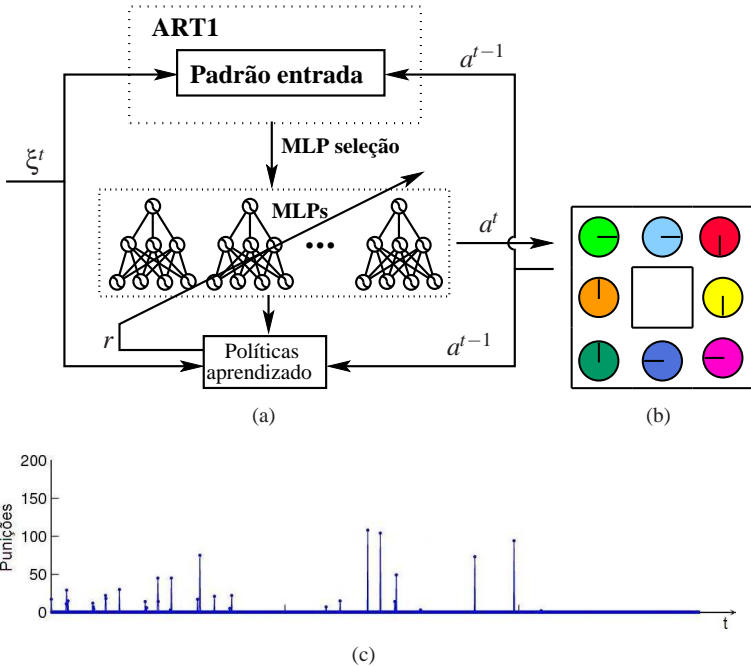 ART1
Padrão entrada
a^{t-1}
ξ^t
MLP seleção
MLPs
a^t
...
r
Políticas
aprendizado
a^{t-1}
(a)
(b)
200
150
100
50
0
Punições
t
(c)